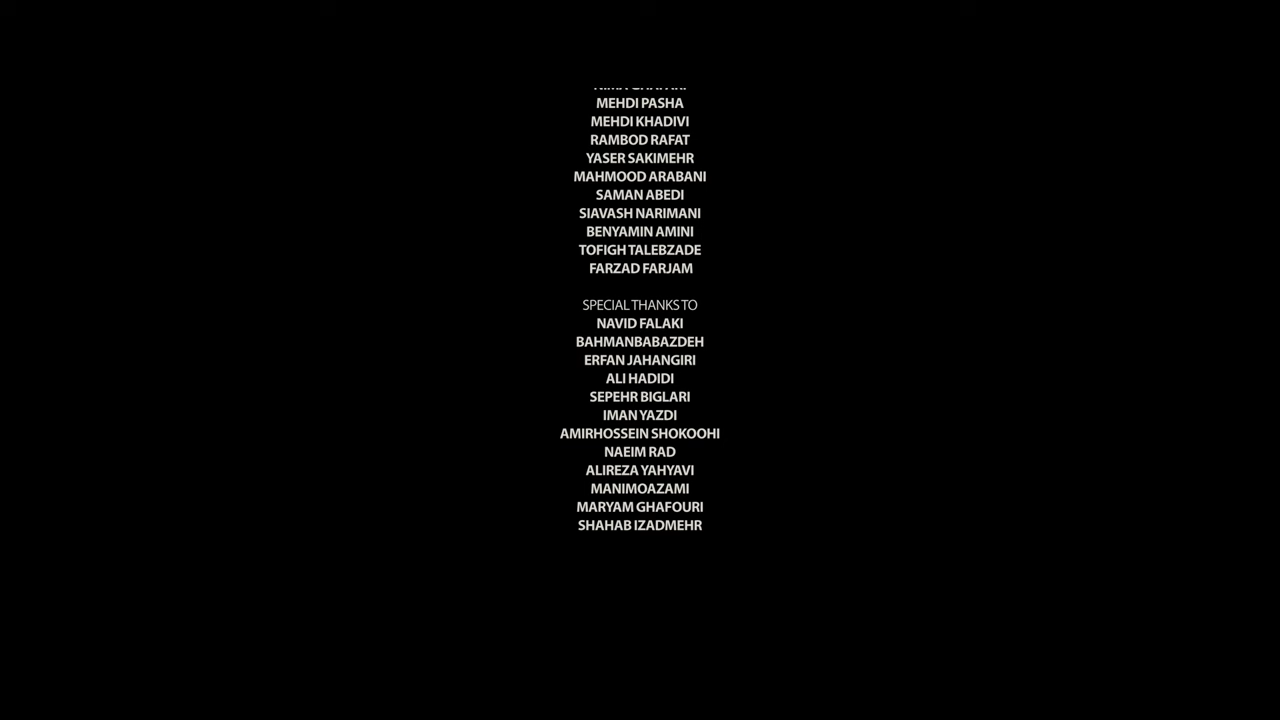 MEHDI PASHA
MEHDI KHADIVI
RAMBOD RAFAT
YASER SAKIMEHR
MAHMOOD ARABANI
SAMAN ABEDI
SIAVASH NARIMANI
BENYAMIN AMINI
TOFIGH TALEBZADE
FARZAD FARJAM
SPECIAL THANKS TO
NAVID FALAKI
BAHMANBABAZDEH
ERFAN JAHANGIRI
ALI HADIDI
SEPEHR BIGLARI
IMAN YAZDI
AMIRHOSSEIN SHOKOOHI
NAEIM RAD
ALIREZA YAHYAVI
MANIMOAZAMI
MARYAM GHAFOURI
SHAHAB IZADMEHR